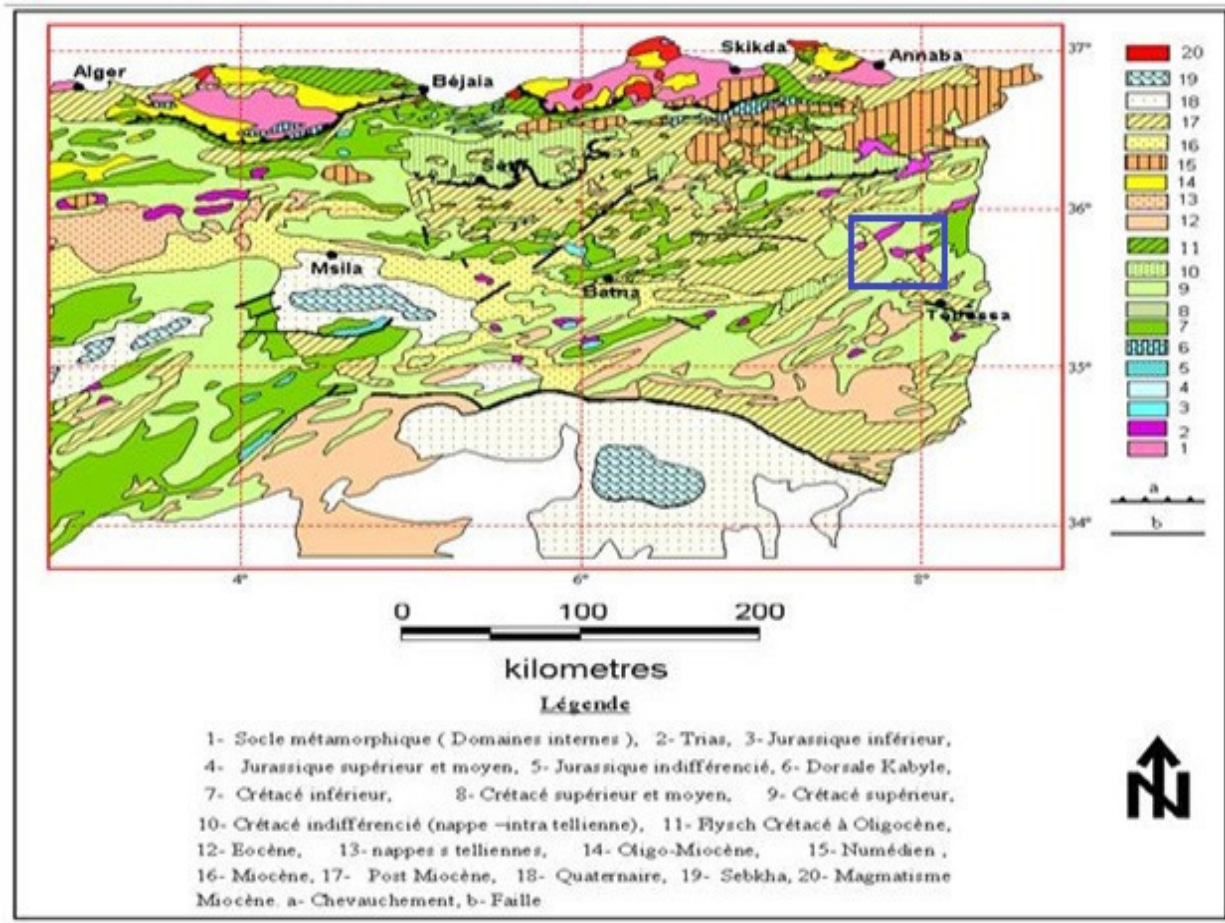 Alger
Béjaia
Skikda
Annaba
37°
Sétif
36°
Msila
Batna
Tébessa
35°
34°
4°
6°
8°
20
19
18
17
16
15
14
13
12
11
10
9
8
7
6
5
4
3
2
1
a
b
0 100 200
kilometres
Légende
1- Socle métamorphique ( Domaines internes ), 2- Trias, 3- Jurassique inférieur,
4- Jurassique supérieur et moyen, 5- Jurassique indifférencié, 6- Dorsale Kabyle,
7- Crétacé inférieur, 8- Crétacé supérieur et moyen, 9- Crétacé supérieur,
10- Crétacé indifférencié (nappe –intra tellienne), 11- Flysch Crétacé à Oligocène,
12- Eocène, 13- nappes s telliennes, 14- Oligo-Miocène, 15- Numédien ,
16- Miocène, 17- Post Miocène, 18- Quaternaire, 19- Sebkha, 20- Magmatisme
Miocène. a- Chevauchement, b- Faille
N